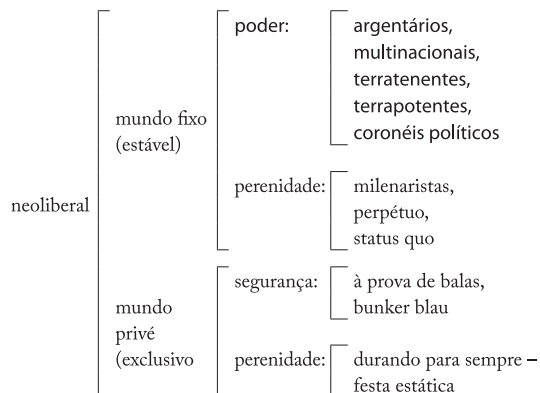 neoliberal
mundo fixo
(estável)
poder:
argentários,
multinacionais,
terratenentes,
terrapotentes,
coronéis políticos
perenidade:
milenaristas,
perpétuo,
status quo
mundo
privé
(exclusivo
segurança:
à prova de balas,
bunker blau
perenidade:
durando para sempre –
festa estática